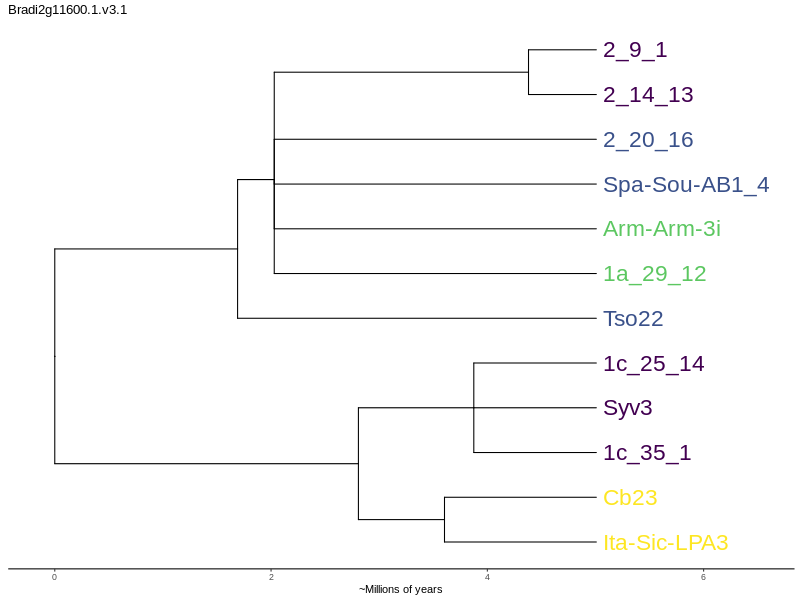 Bradi2g11600.1.v3.1
2_9_1
2_14_13
2_20_16
Spa-Sou-AB1_4
Arm-Arm-3i
1a_29_12
Tso22
1c_25_14
Syv3
1c_35_1
Cb23
Ita-Sic-LPA3
0 2 4 6
~Millions of years